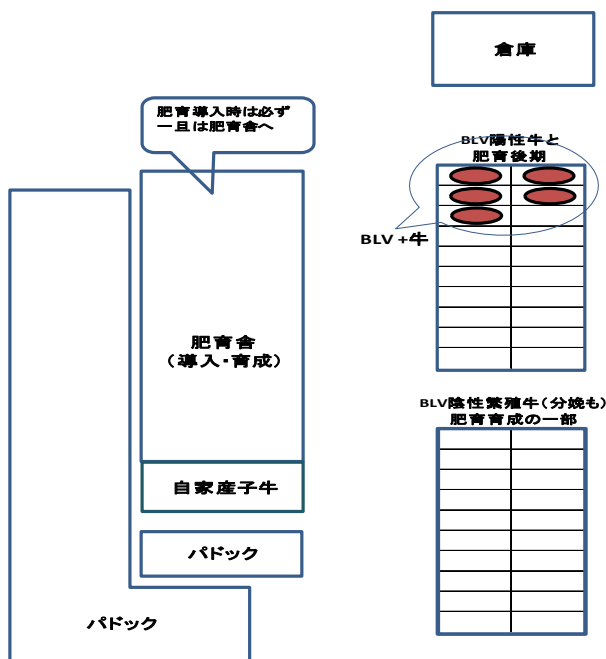 倉庫
肥育導入時は必ず
一旦は肥育舎へ
BLV陽性牛と
肥育後期
BLV +牛
肥育舎
（導入・育成）
BLV陰性繁殖牛（分娩も）
肥育育成の一部
自家産子牛
パドック
パドック